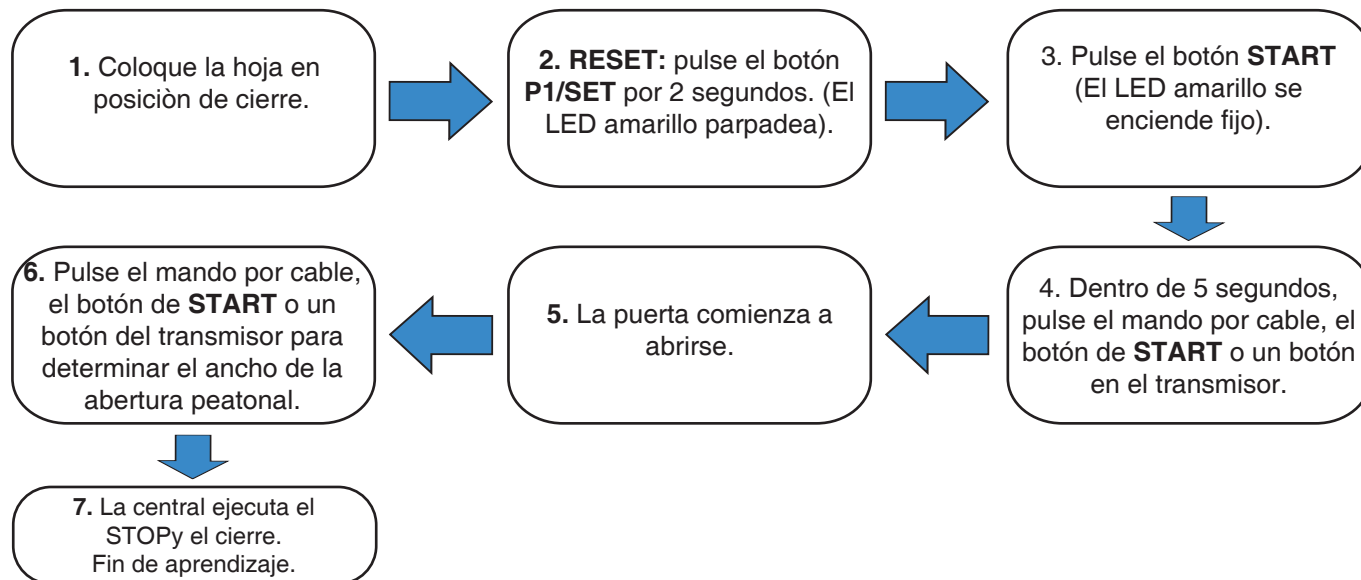 1. Coloque la hoja en
posiciòn de cierre.
2. RESET: pulse el botón
P1/SET por 2 segundos. (El
LED amarillo parpadea).
3. Pulse el botón START
(El LED amarillo se
enciende fijo).
4. Dentro de 5 segundos,
pulse el mando por cable, el
botón de START o un botón
en el transmisor.
5. La puerta comienza a
abrirse.
6. Pulse el mando por cable,
el botón de START o un
botón del transmisor para
determinar el ancho de la
abertura peatonal.
7. La central ejecuta el
STOPy el cierre.
Fin de aprendizaje.